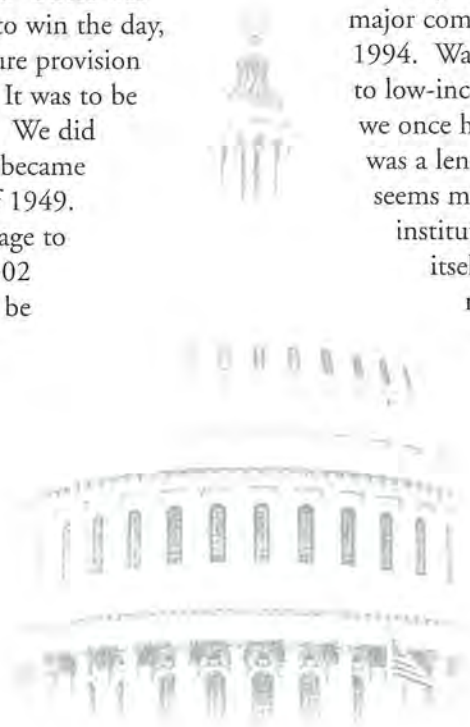 to win the day,
ure provision
It was to be
We did
became
1949.
age to
02
be
major com
1994. Wa
to low-inc
we once h
was a len
seems m
institu
itsel